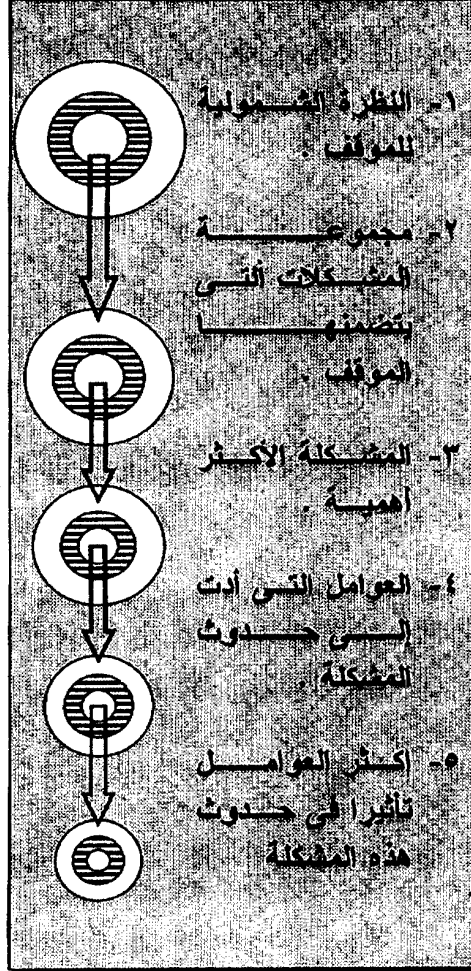 ١- النظرة الشمولية
للموقف .
٢- مجموعة
المشكلات التى
يتضمنها
الموقف .
٣- المشكلة الأكثر
أهمية .
٤- العوامل التى أدت
إلى حدوث
المشكلة .
٥- أكثر العوامل
تأثيرا فى حدوث
هذه المشكلة